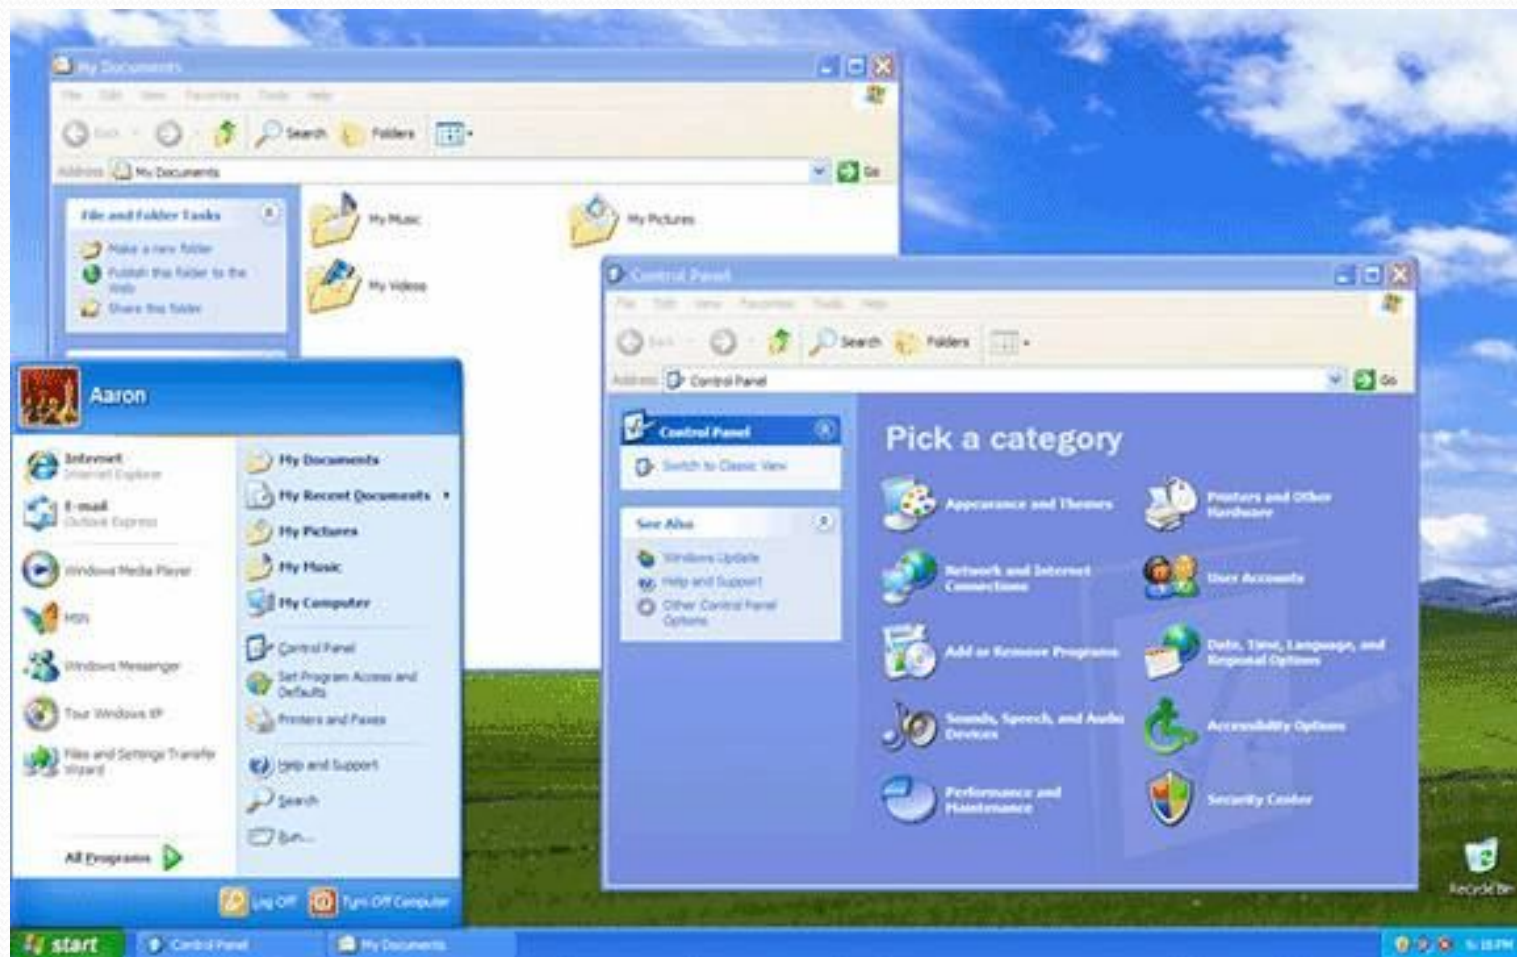 My Documents
File Edit View Favorites Tools Help
Back Search Folders
Address My Documents Go
File and Folder Tasks
Make a new folder
Publish this folder to the
Web
Share this folder
My Music
My Pictures
My Videos
Control Panel
File Edit View Favorites Tools Help
Back Search Folders
Address Control Panel Go
Control Panel
Switch to Classic View
See Also
Windows Update
Help and Support
Other Control Panel
Options
Pick a category
Appearance and Themes
Printers and Other
Hardware
Network and Internet
Connections
User Accounts
Add or Remove Programs
Date, Time, Language, and
Regional Options
Sounds, Speech, and Audio
Devices
Accessibility Options
Performance and
Maintenance
Security Center
Aaron
Internet
Internet Explorer
E-mail
Outlook Express
Windows Media Player
MSN
Windows Messenger
Tour Windows XP
Files and Settings Transfer
Wizard
All Programs
My Documents
My Recent Documents
My Pictures
My Music
My Computer
Control Panel
Set Program Access and
Defaults
Printers and Faxes
Help and Support
Search
Run...
Log Off Turn Off Computer
Recycle Bin
start Control Panel My Documents